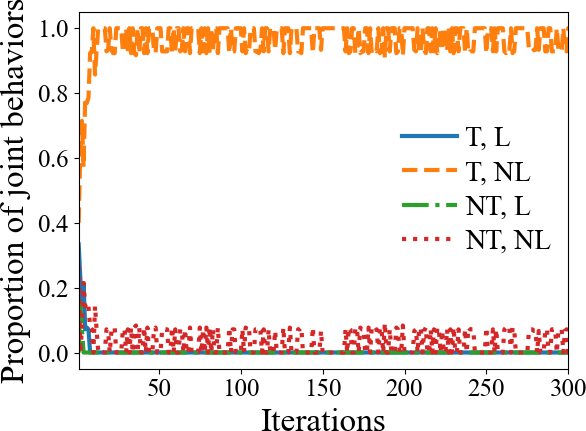 Proportion of joint behaviors
1.0
0.8
0.6
0.4
0.2
0.0
T, L
T, NL
NT, L
NT, NL
50
100
150
200
250
300
Iterations